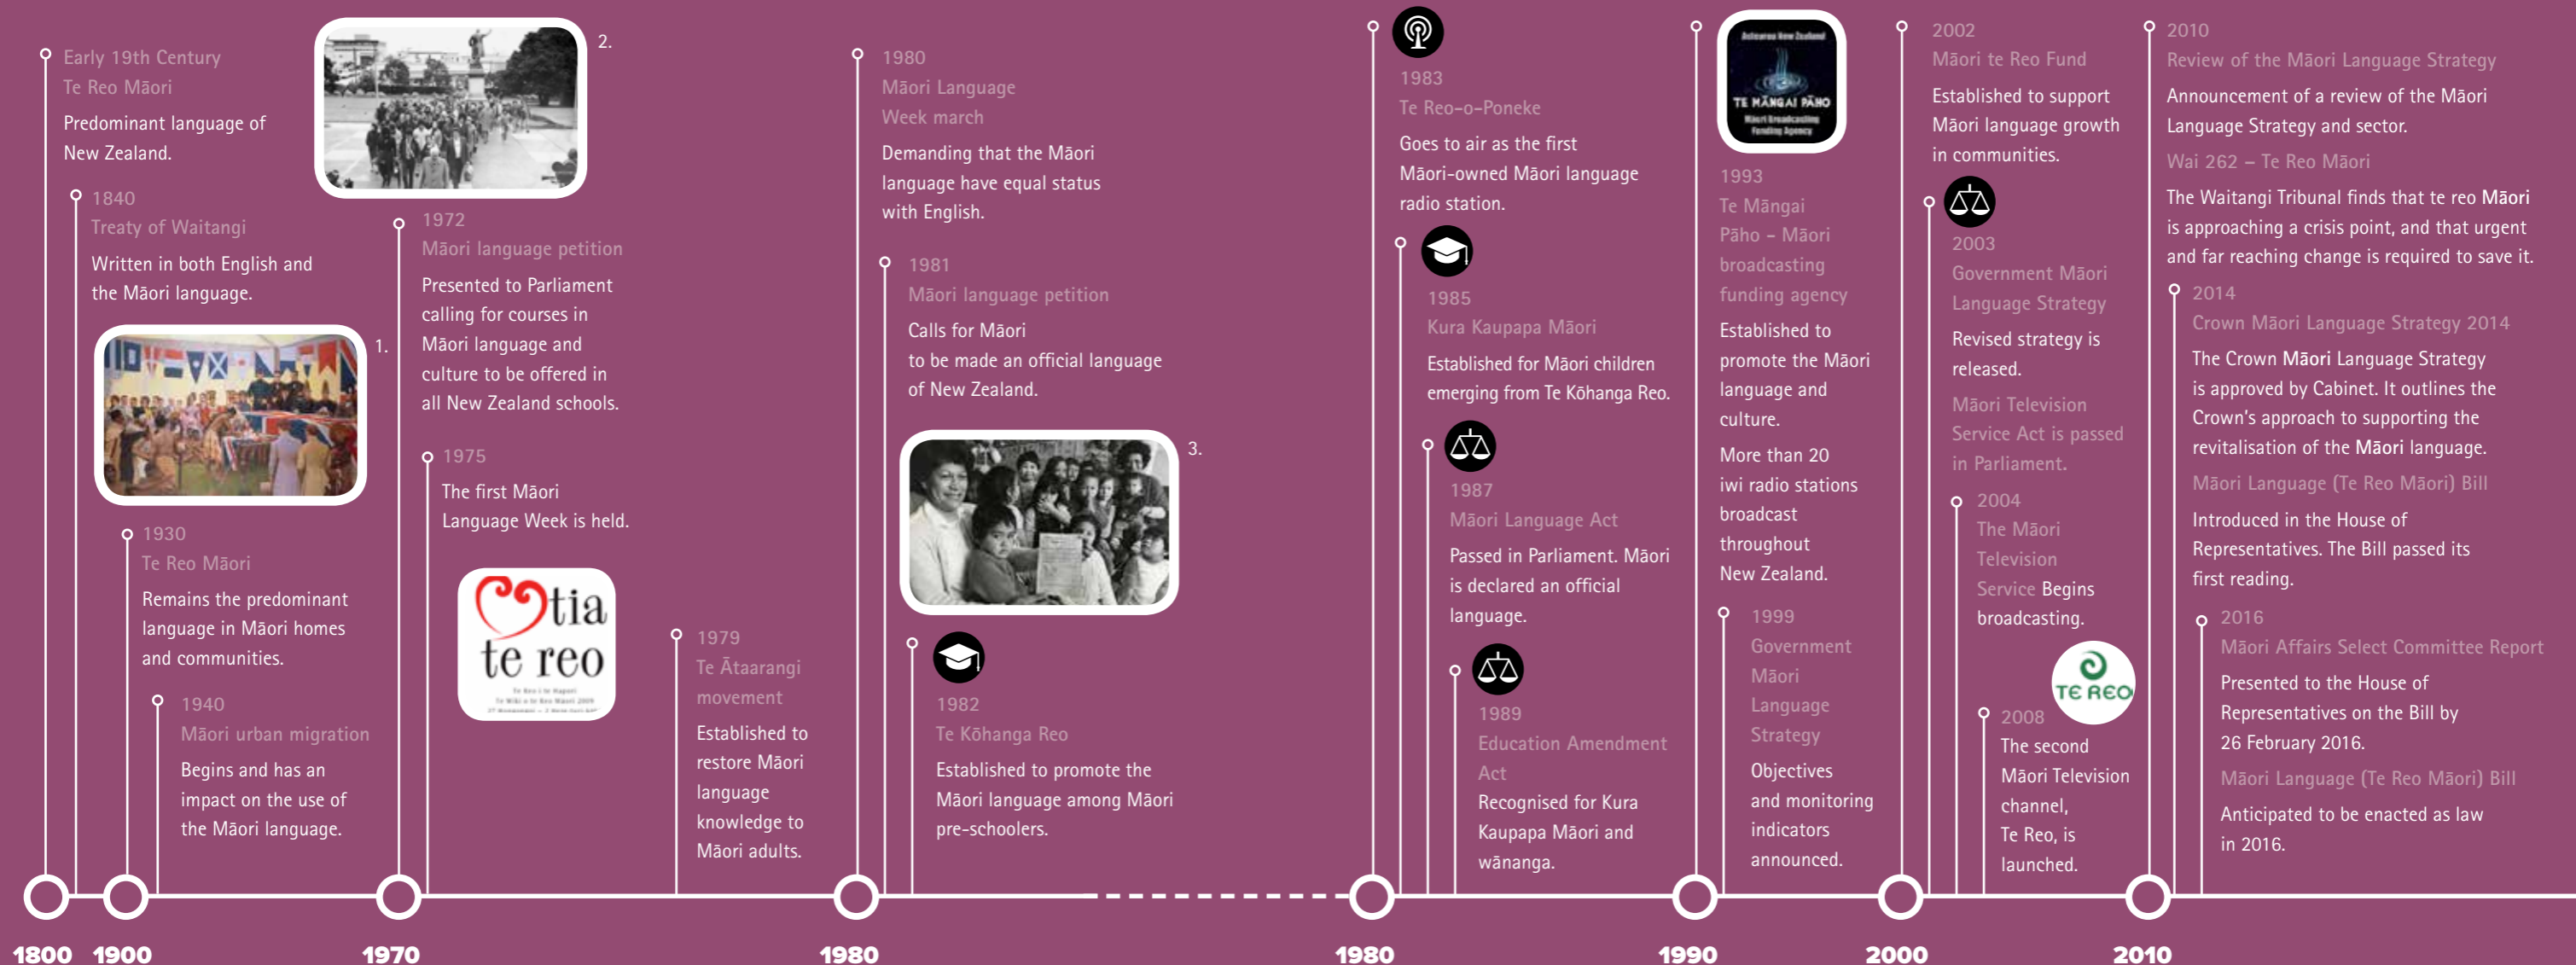 Early 19th Century
Te Reo Māori
Predominant language of
New Zealand.
1840
Treaty of Waitangi
Written in both English and
the Māori language.
1.
1930
Te Reo Māori
Remains the predominant
language in Māori homes
and communities.
1940
Māori urban migration
Begins and has an
impact on the use of
the Māori language.
2.
1972
Māori language petition
Presented to Parliament
calling for courses in
Māori language and
culture to be offered in
all New Zealand schools.
1975
The first Māori
Language Week is held.
tia
te reo
Te Reo i te Hapori
Te Wiki o te Reo Māori 2009
1979
Te Ātaarangi
movement
Established to
restore Māori
language
knowledge to
Māori adults.
1980
Māori Language
Week march
Demanding that the Māori
language have equal status
with English.
1981
Māori language petition
Calls for Māori
to be made an official language
of New Zealand.
3.
1982
Te Kōhanga Reo
Established to promote the
Māori language among Māori
pre-schoolers.
1983
Te Reo-o-Poneke
Goes to air as the first
Māori-owned Māori language
radio station.
1985
Kura Kaupapa Māori
Established for Māori children
emerging from Te Kōhanga Reo.
1987
Māori Language Act
Passed in Parliament. Māori
is declared an official
language.
1989
Education Amendment
Act
Recognised for Kura
Kaupapa Māori and
wānanga.
Aotearoa New Zealand
TE MĀNGAI PĀHO
Māori Broadcasting
Funding Agency
1993
Te Māngai
Pāho - Māori
broadcasting
funding agency
Established to
promote the Māori
language and
culture.
More than 20
iwi radio stations
broadcast
throughout
New Zealand.
1999
Government
Māori
Language
Strategy
Objectives
and monitoring
indicators
announced.
2002
Māori te Reo Fund
Established to support
Māori language growth
in communities.
2003
Government Māori
Language Strategy
Revised strategy is
released.
Māori Television
Service Act is passed
in Parliament.
2004
The Māori
Television
Service Begins
broadcasting.
TE REO
2008
The second
Māori Television
channel,
Te Reo, is
launched.
2010
Review of the Māori Language Strategy
Announcement of a review of the Māori
Language Strategy and sector.
Wai 262 – Te Reo Māori
The Waitangi Tribunal finds that te reo Māori
is approaching a crisis point, and that urgent
and far reaching change is required to save it.
2014
Crown Māori Language Strategy 2014
The Crown Māori Language Strategy
is approved by Cabinet. It outlines the
Crown's approach to supporting the
revitalisation of the Māori language.
Māori Language (Te Reo Māori) Bill
Introduced in the House of
Representatives. The Bill passed its
first reading.
2016
Māori Affairs Select Committee Report
Presented to the House of
Representatives on the Bill by
26 February 2016.
Māori Language (Te Reo Māori) Bill
Anticipated to be enacted as law
in 2016.
1800 1900 1970 1980 1980 1990 2000 2010